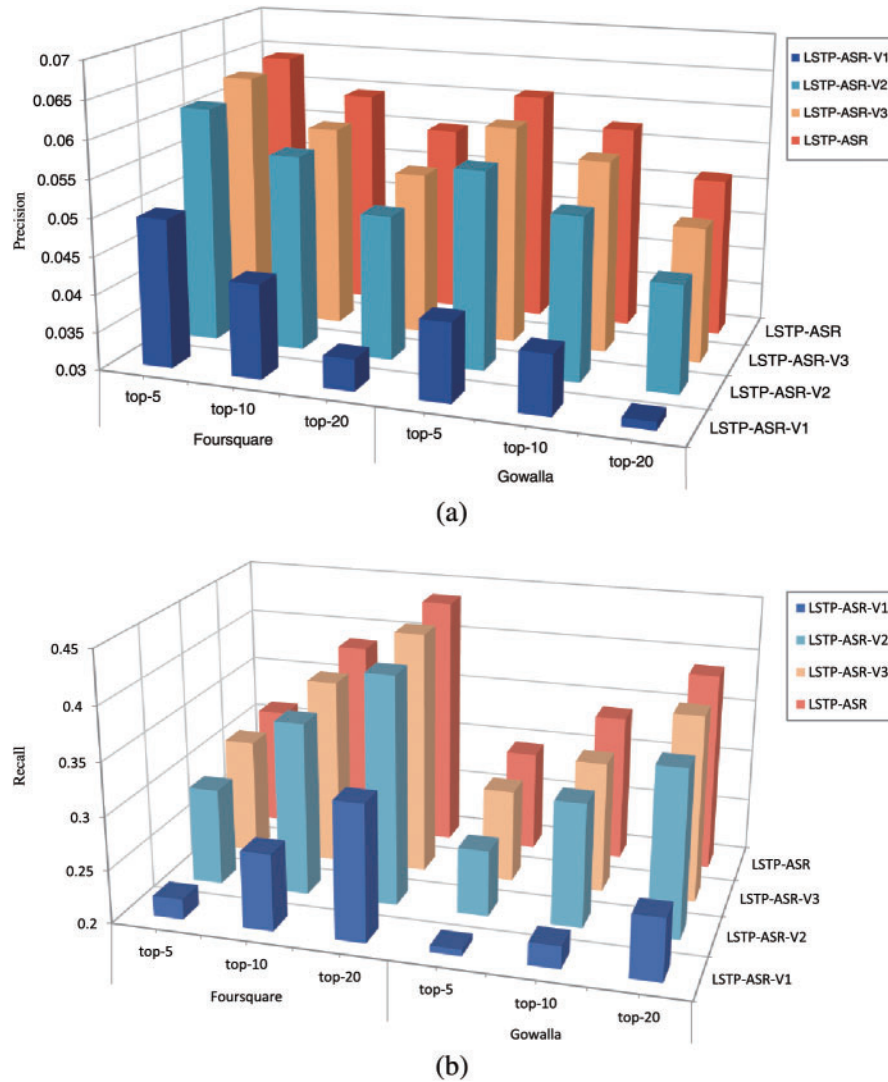 0.07
0.065
0.06
0.055
0.05
0.045
0.04
0.035
0.03
Precision
top-5
top-10
top-20
top-5
top-10
top-20
Foursquare
Gowalla
LSTP-ASR
LSTP-ASR-V3
LSTP-ASR-V2
LSTP-ASR-V1
LSTP-ASR-V1
LSTP-ASR-V2
LSTP-ASR-V3
LSTP-ASR
(a)
0.45
0.4
0.35
0.3
0.25
0.2
Recall
top-5
top-10
top-20
top-5
top-10
top-20
Foursquare
Gowalla
LSTP-ASR
LSTP-ASR-V3
LSTP-ASR-V2
LSTP-ASR-V1
LSTP-ASR-V1
LSTP-ASR-V2
LSTP-ASR-V3
LSTP-ASR
(b)